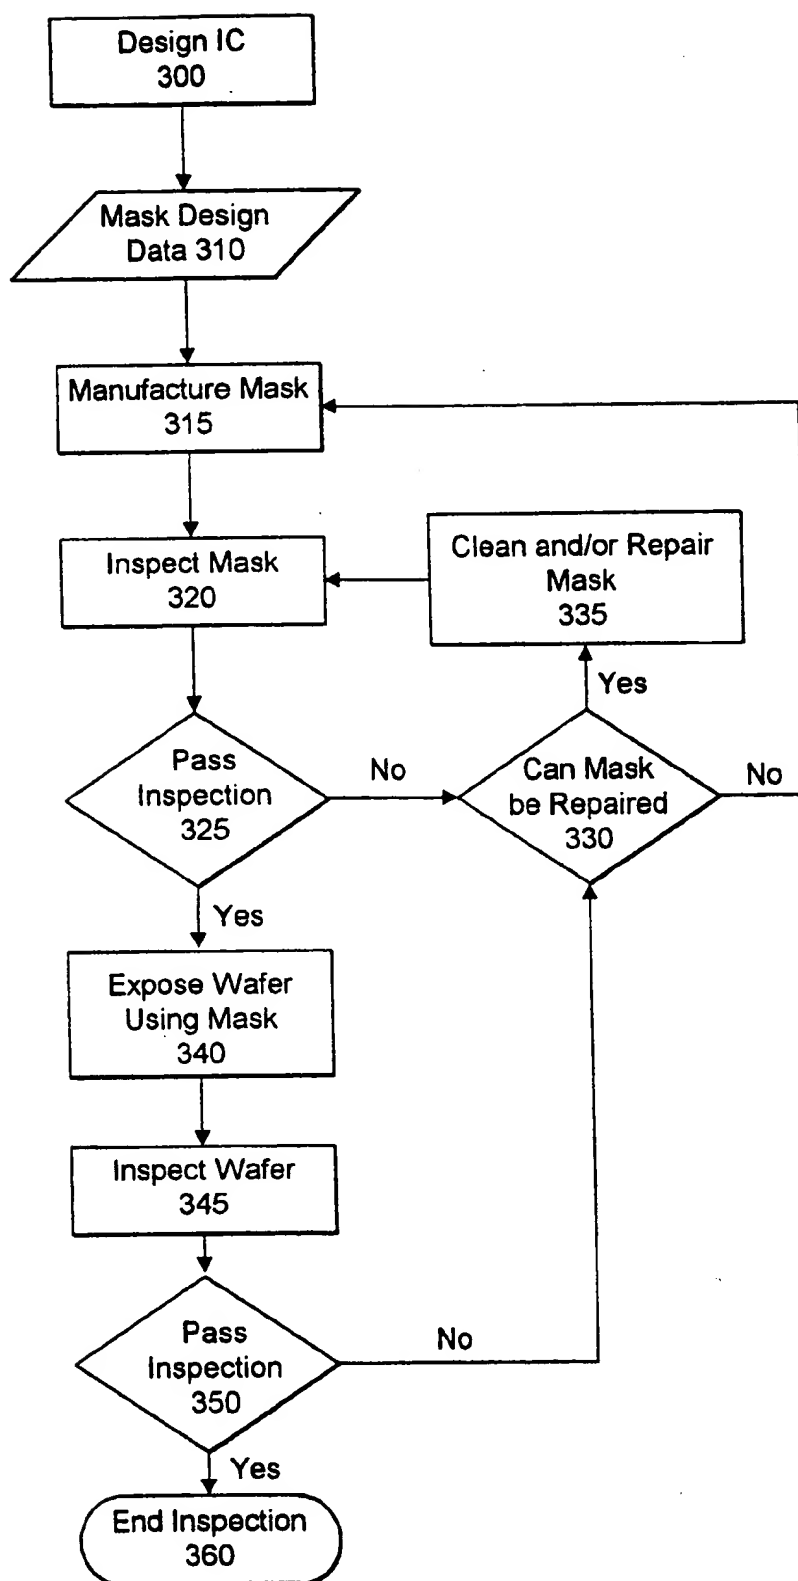 Design IC
300
Mask Design
Data 310
Manufacture Mask
315
Inspect Mask
320
Clean and/or Repair
Mask
335
Yes
Pass
Inspection
325
No
Can Mask
be Repaired
330
No
Yes
Expose Wafer
Using Mask
340
Inspect Wafer
345
Pass
Inspection
350
No
Yes
End Inspection
360